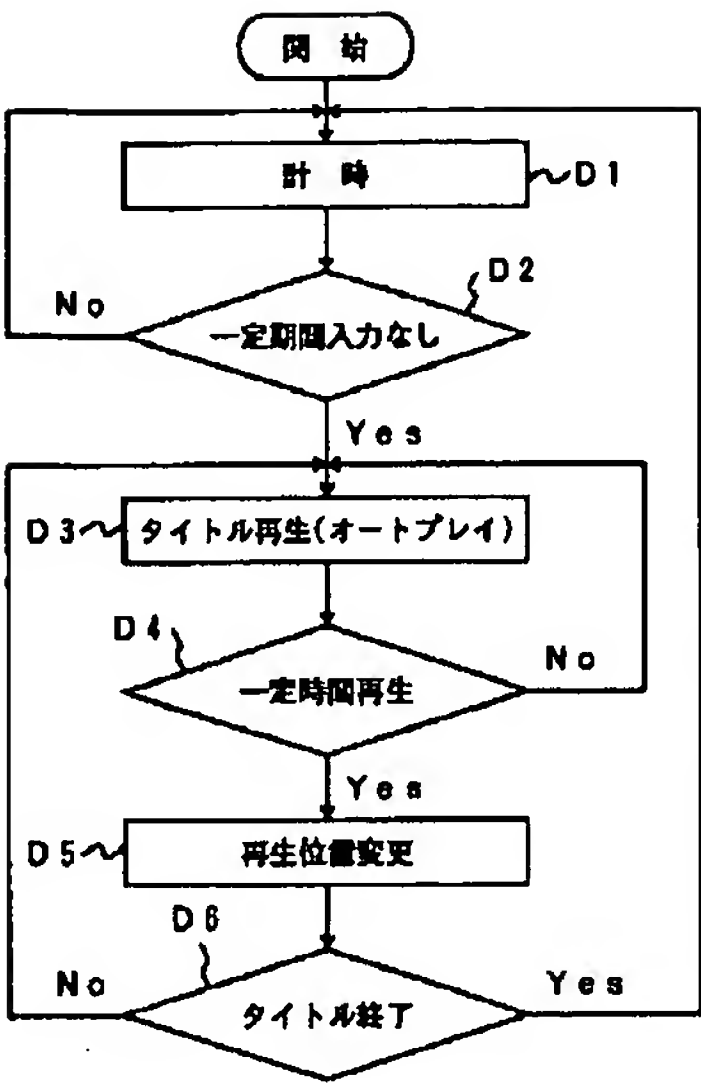 開始
計時
D1
D2
No
一定期間入力なし
Yes
D3
タイトル再生(オートプレイ)
D4
No
一定時間再生
Yes
D5
再生位置変更
D6
No
Yes
タイトル終了